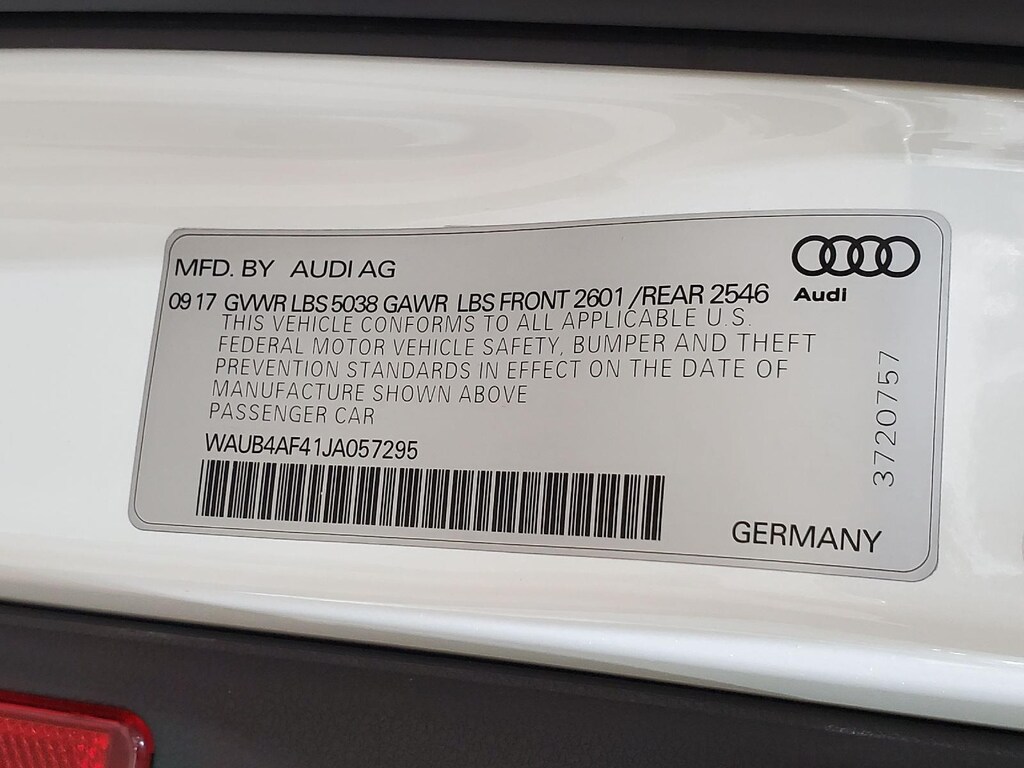 MFD. BY AUDI AG
Audi
09 17 GVWR LBS 5038 GAWR LBS FRONT 2601 /REAR 2546
THIS VEHICLE CONFORMS TO ALL APPLICABLE U.S.
FEDERAL MOTOR VEHICLE SAFETY, BUMPER AND THEFT
PREVENTION STANDARDS IN EFFECT ON THE DATE OF
MANUFACTURE SHOWN ABOVE
PASSENGER CAR
WAUB4AF41JA057295
3720757
GERMANY